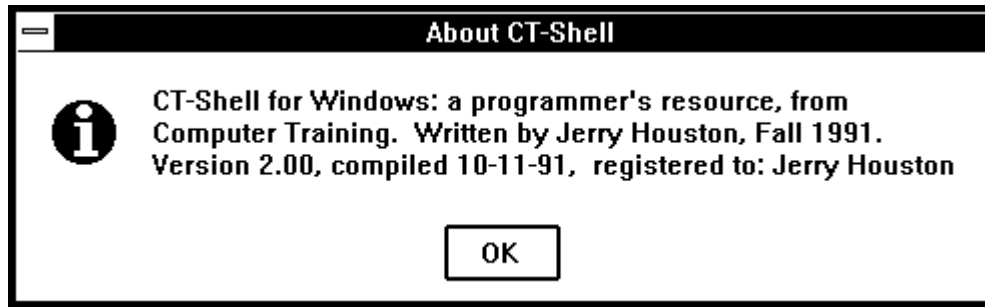 About CT-Shell
CT-Shell for Windows: a programmer's resource, from
Computer Training.  Written by Jerry Houston, Fall 1991.
Version 2.00, compiled 10-11-91,  registered to: Jerry Houston
OK